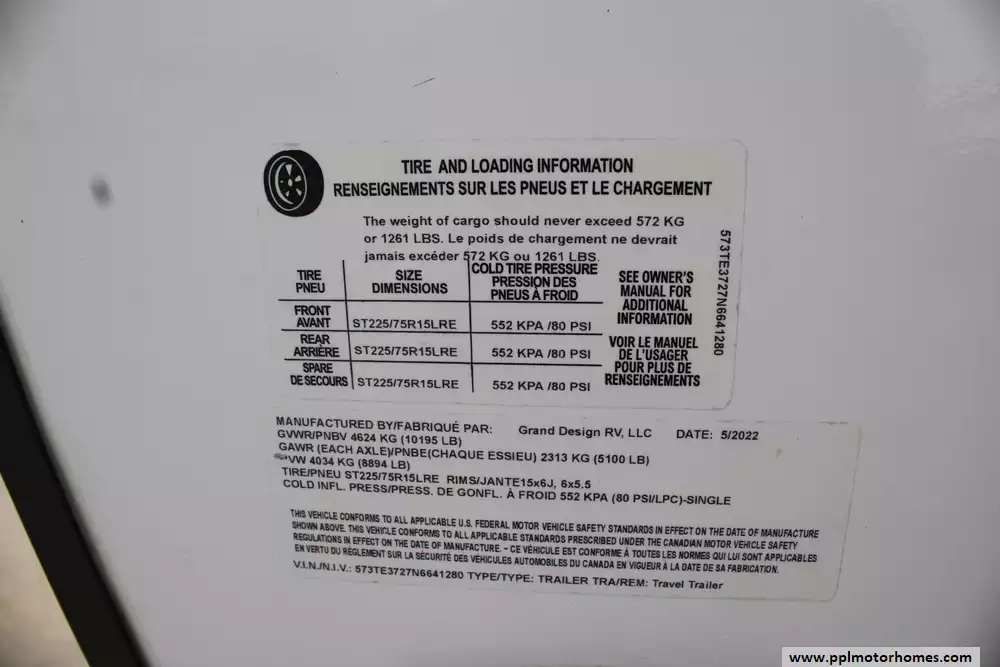 TIRE AND LOADING INFORMATION
RENSEIGNEMENTS SUR LES PNEUS ET LE CHARGEMENT
The weight of cargo should never exceed 572 KG
or 1261 LBS. Le poids de chargement ne devrait
jamais excéder 572 KG ou 1261 LBS.
TIRE
PNEU
SIZE
DIMENSIONS
COLD TIRE PRESSURE
PRESSION DES
PNEUS À FROID
FRONT
AVANT
ST225/75R15LRE
552 KPA /80 PSI
REAR
ARRIÈRE
ST225/75R15LRE
552 KPA /80 PSI
SPARE
DE SECOURS
ST225/75R15LRE
552 KPA /80 PSI
SEE OWNER'S
MANUAL FOR
ADDITIONAL
INFORMATION
VOIR LE MANUEL
DE L'USAGER
POUR PLUS DE
RENSEIGNEMENTS
573TE3727N6641280
MANUFACTURED BY/FABRIQUÉ PAR: Grand Design RV, LLC DATE: 5/2022
GVWR/PNBV 4624 KG (10195 LB)
GAWR (EACH AXLE)/PNBE(CHAQUE ESSIEU) 2313 KG (5100 LB)
PVW 4034 KG (8894 LB)
TIRE/PNEU ST225/75R15LRE RIMS/JANTE15x6J, 6x5.5
COLD INFL. PRESS/PRESS. DE GONFL. À FROID 552 KPA (80 PSI/LPC)-SINGLE
THIS VEHICLE CONFORMS TO ALL APPLICABLE U.S. FEDERAL MOTOR VEHICLE SAFETY STANDARDS IN EFFECT ON THE DATE OF MANUFACTURE
SHOWN ABOVE. THIS VEHICLE CONFORMS TO ALL APPLICABLE STANDARDS PRESCRIBED UNDER THE CANADIAN MOTOR VEHICLE SAFETY
REGULATIONS IN EFFECT ON THE DATE OF MANUFACTURE. - CE VÉHICULE EST CONFORME À TOUTES LES NORMES QUI LUI SONT APPLICABLES
EN VERTU DU RÈGLEMENT SUR LA SÉCURITÉ DES VÉHICULES AUTOMOBILES DU CANADA EN VIGUEUR À LA DATE DE SA FABRICATION.
V.I.N./N.I.V.: 573TE3727N6641280 TYPE/TYPE: TRAILER TRA/REM: Travel Trailer
www.pplmotorhomes.com